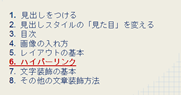 1. 見出しをつける
2. 見出しスタイルの「見た目」を変える
3. 目次
4. 画像の入れ方
5. レイアウトの基本
6. ハイパーリンク
7. 文字装飾の基本
8. その他の文章装飾方法